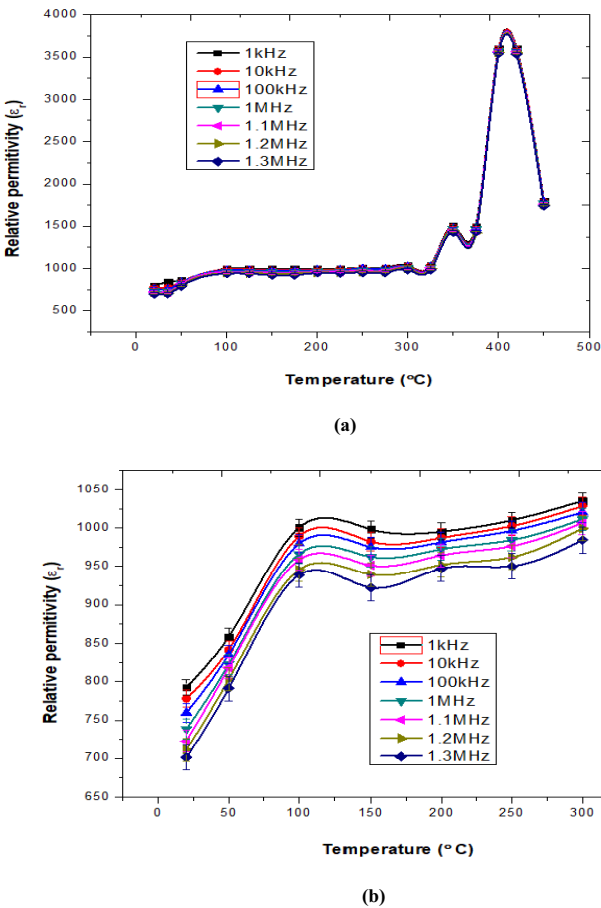 4000
3500
3000
2500
2000
1500
1000
500
Relative permitivity (εr)
1kHz
10kHz
100kHz
1MHz
1.1MHz
1.2MHz
1.3MHz
0
100
200
300
400
500
Temperature (°C)
(a)
1050
1000
950
900
850
800
750
700
650
Relative permitivity (εr)
1kHz
10kHz
100kHz
1MHz
1.1MHz
1.2MHz
1.3MHz
0
50
100
150
200
250
300
Temperature (°C)
(b)